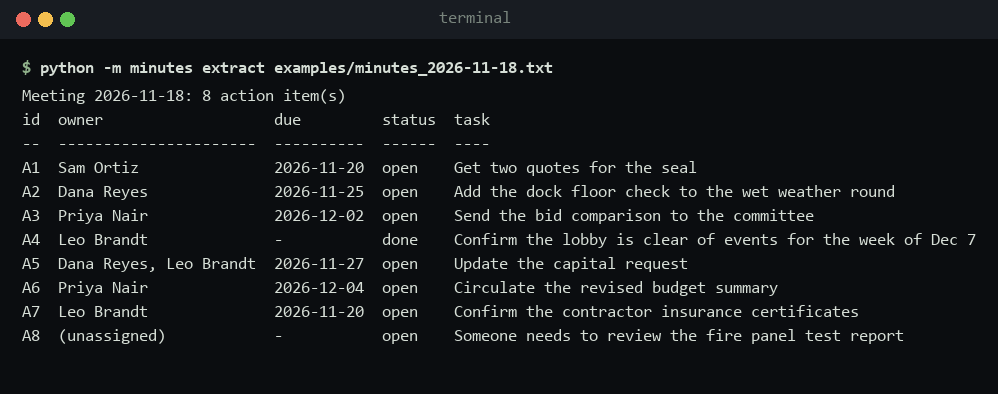 terminal
$ python -m minutes extract examples/minutes_2026-11-18.txt
Meeting 2026-11-18: 8 action item(s)
id  owner                   due         status  task
--  ----------------------  ----------  ------  ----
A1  Sam Ortiz               2026-11-20  open    Get two quotes for the seal
A2  Dana Reyes              2026-11-25  open    Add the dock floor check to the wet weather round
A3  Priya Nair              2026-12-02  open    Send the bid comparison to the committee
A4  Leo Brandt              -           done    Confirm the lobby is clear of events for the week of Dec 7
A5  Dana Reyes, Leo Brandt  2026-11-27  open    Update the capital request
A6  Priya Nair              2026-12-04  open    Circulate the revised budget summary
A7  Leo Brandt              2026-11-20  open    Confirm the contractor insurance certificates
A8  (unassigned)            -           open    Someone needs to review the fire panel test report